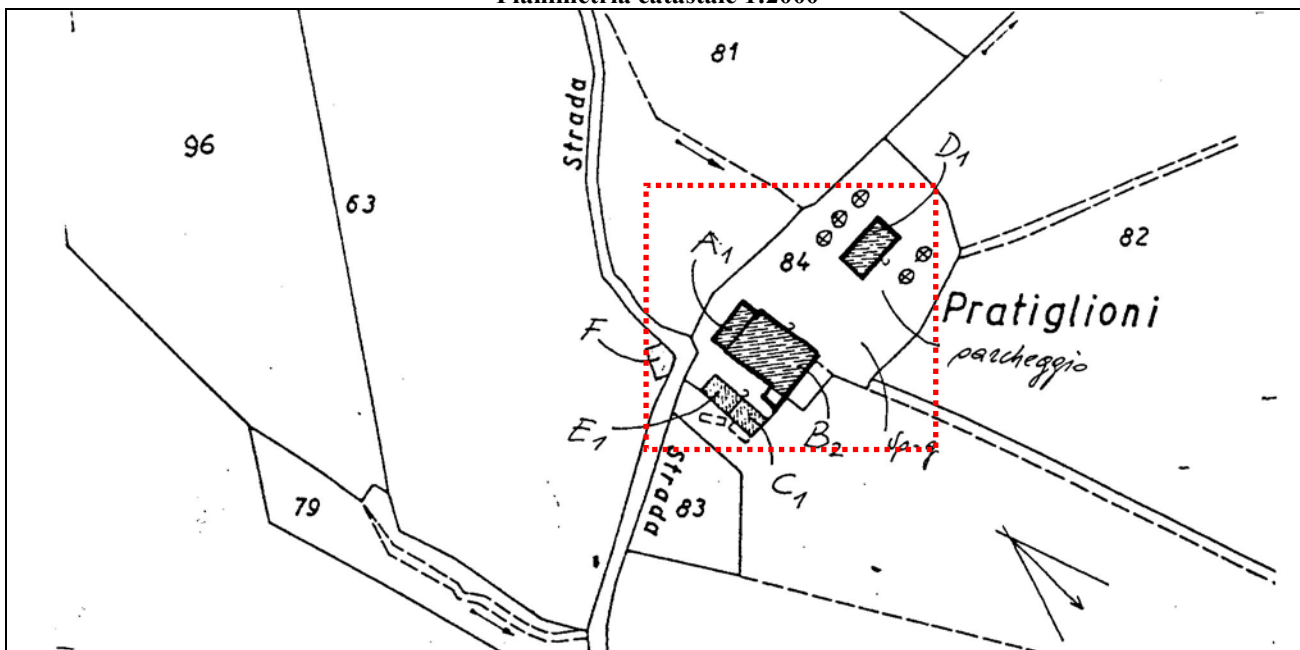 Planimetria catastale 1:2000
81
Strada
96
D1
63
82
A1
84
Pratiglioni
F
parcheggio
E1
B2
sp-g
C1
Strada
79
83